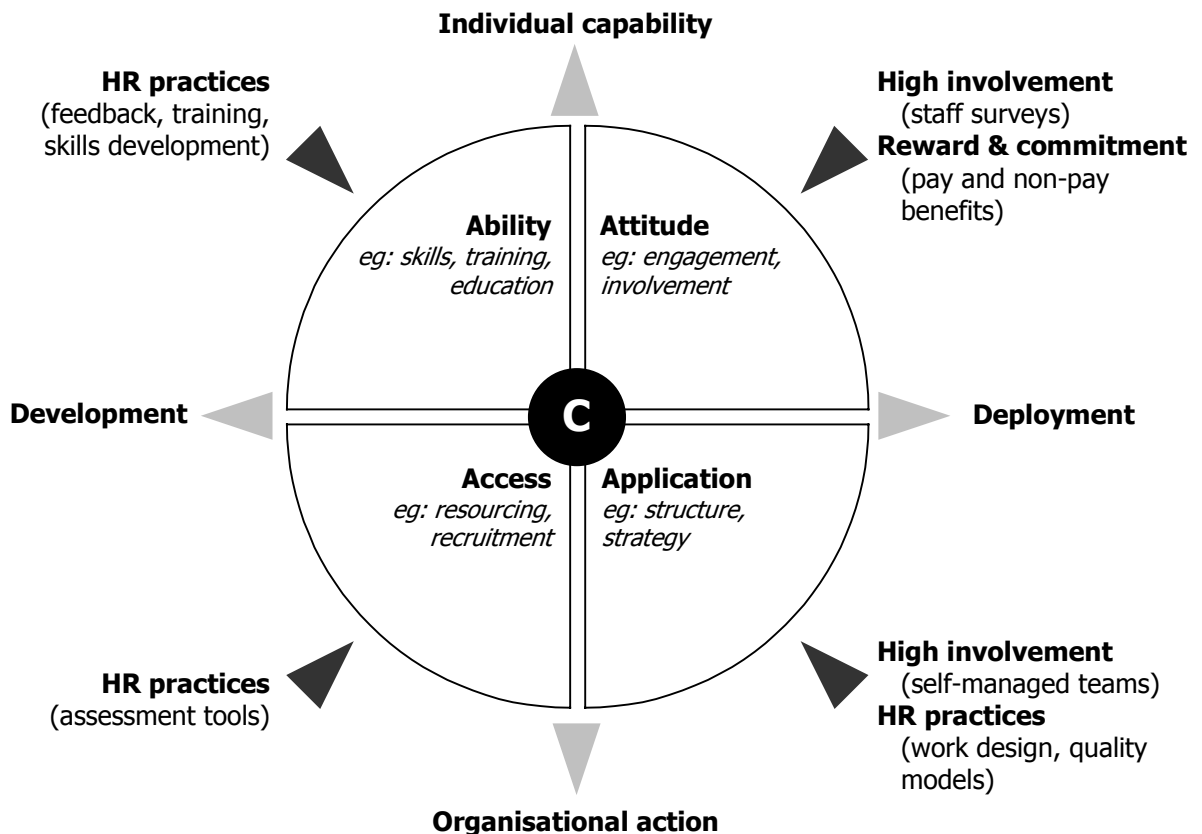 Individual capability
HR practices
(feedback, training,
skills development)
High involvement
(staff surveys)
Reward & commitment
(pay and non-pay
benefits)
Ability
eg: skills, training,
education
Attitude
eg: engagement,
involvement
Development
C
Deployment
Access
eg: resourcing,
recruitment
Application
eg: structure,
strategy
HR practices
(assessment tools)
High involvement
(self-managed teams)
HR practices
(work design, quality
models)
Organisational action